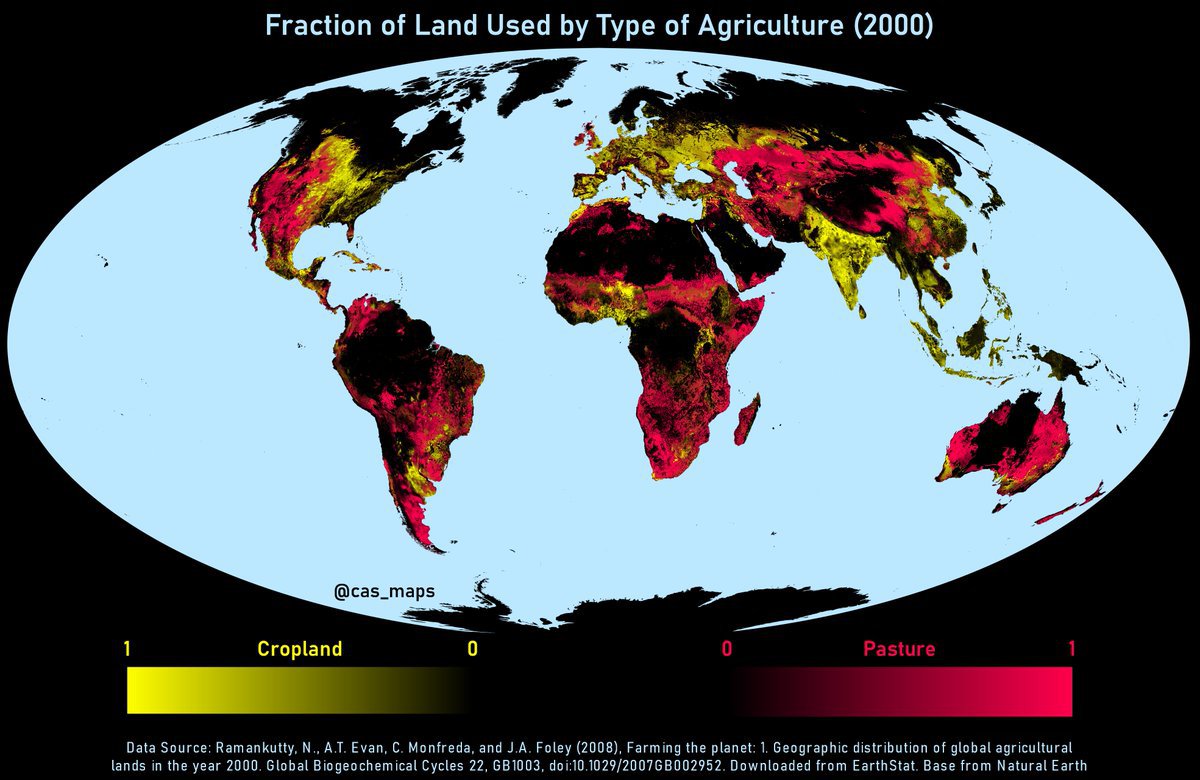 Fraction of Land Used by Type of Agriculture (2000)
@cas_maps
1 Cropland 0
0 Pasture 1
Data Source: Ramankutty, N., A.T. Evan, C. Monfreda, and J.A. Foley (2008), Farming the planet: 1. Geographic distribution of global agricultural
lands in the year 2000. Global Biogeochemical Cycles 22, GB1003, doi:10.1029/2007GB002952. Downloaded from EarthStat. Base from Natural Earth